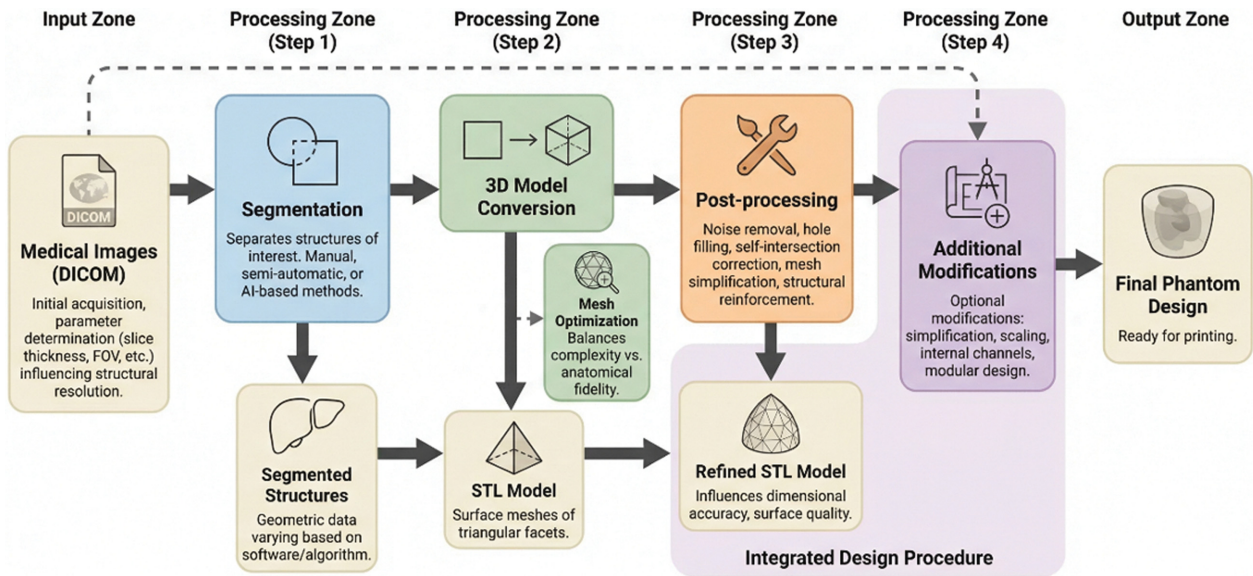 Input Zone
Processing Zone
(Step 1)
Processing Zone
(Step 2)
Processing Zone
(Step 3)
Processing Zone
(Step 4)
Output Zone
DICOM
Medical Images
(DICOM)
Initial acquisition,
parameter
determination (slice
thickness, FOV, etc.)
influencing structural
resolution.
Segmentation
Separates structures of
interest. Manual,
semi-automatic, or
AI-based methods.
Segmented
Structures
Geometric data
varying based on
software/algorithm.
3D Model
Conversion
Mesh
Optimization
Balances
complexity vs.
anatomical
fidelity.
STL Model
Surface meshes of
triangular facets.
Post-processing
Noise removal, hole
filling, self-intersection
correction, mesh
simplification, structural
reinforcement.
Refined STL Model
Influences dimensional
accuracy, surface quality.
Additional
Modifications
Optional
modifications:
simplification, scaling,
internal channels,
modular design.
Integrated Design Procedure
Final Phantom
Design
Ready for printing.